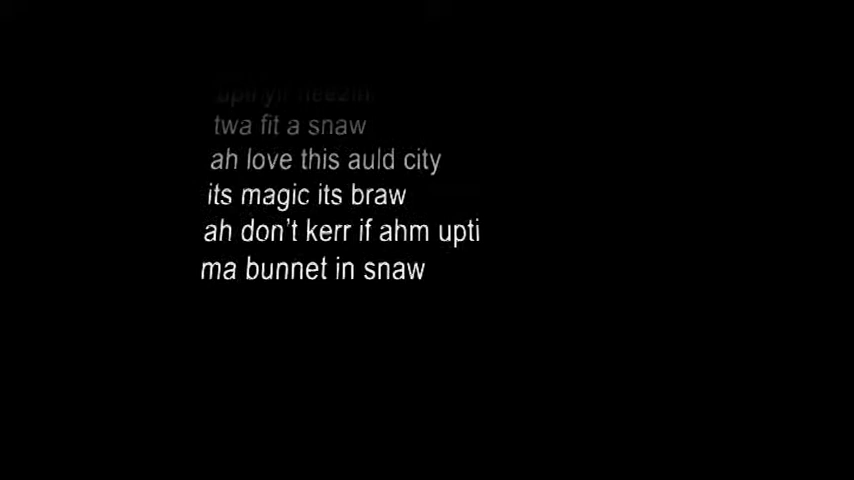 twa fit a snaw
ah love this auld city
its magic its braw
ah don't kerr if ahm upti
ma bunnet in snaw